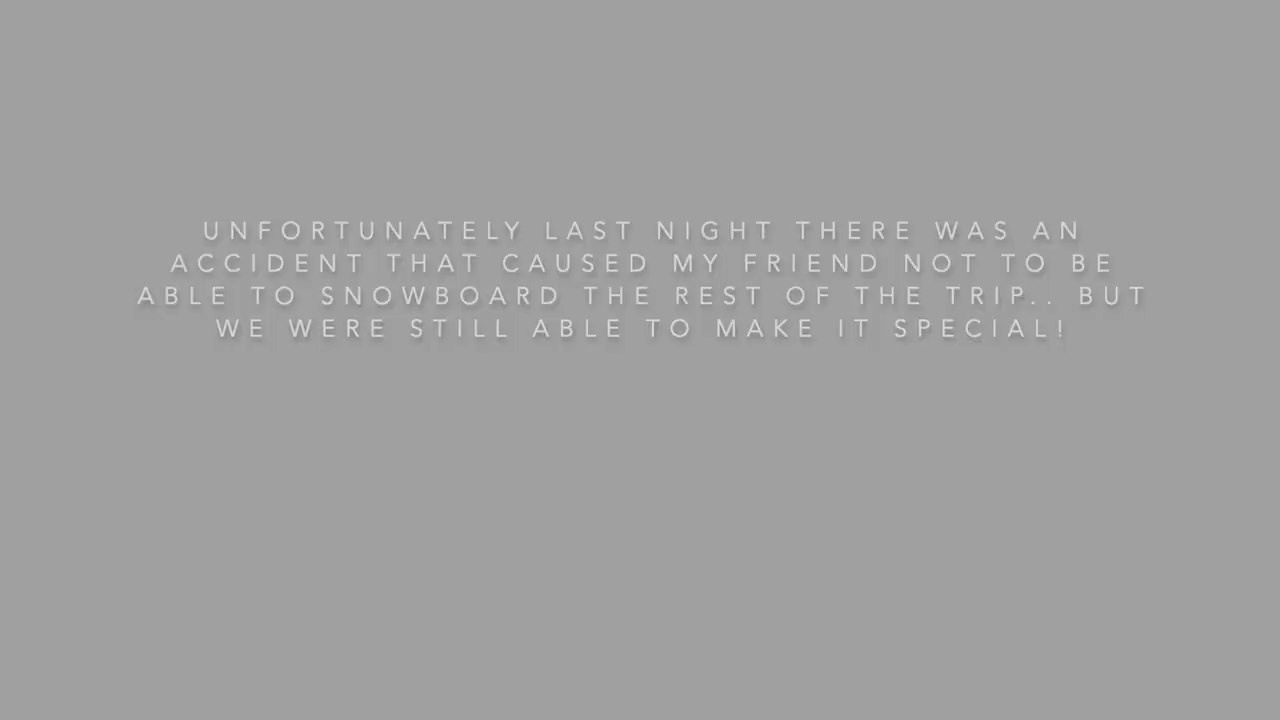 UNFORTUNATELY LAST NIGHT THERE WAS AN
ACCIDENT THAT CAUSED MY FRIEND NOT TO BE
ABLE TO SNOWBOARD THE REST OF THE TRIP.. BUT
WE WERE STILL ABLE TO MAKE IT SPECIAL!